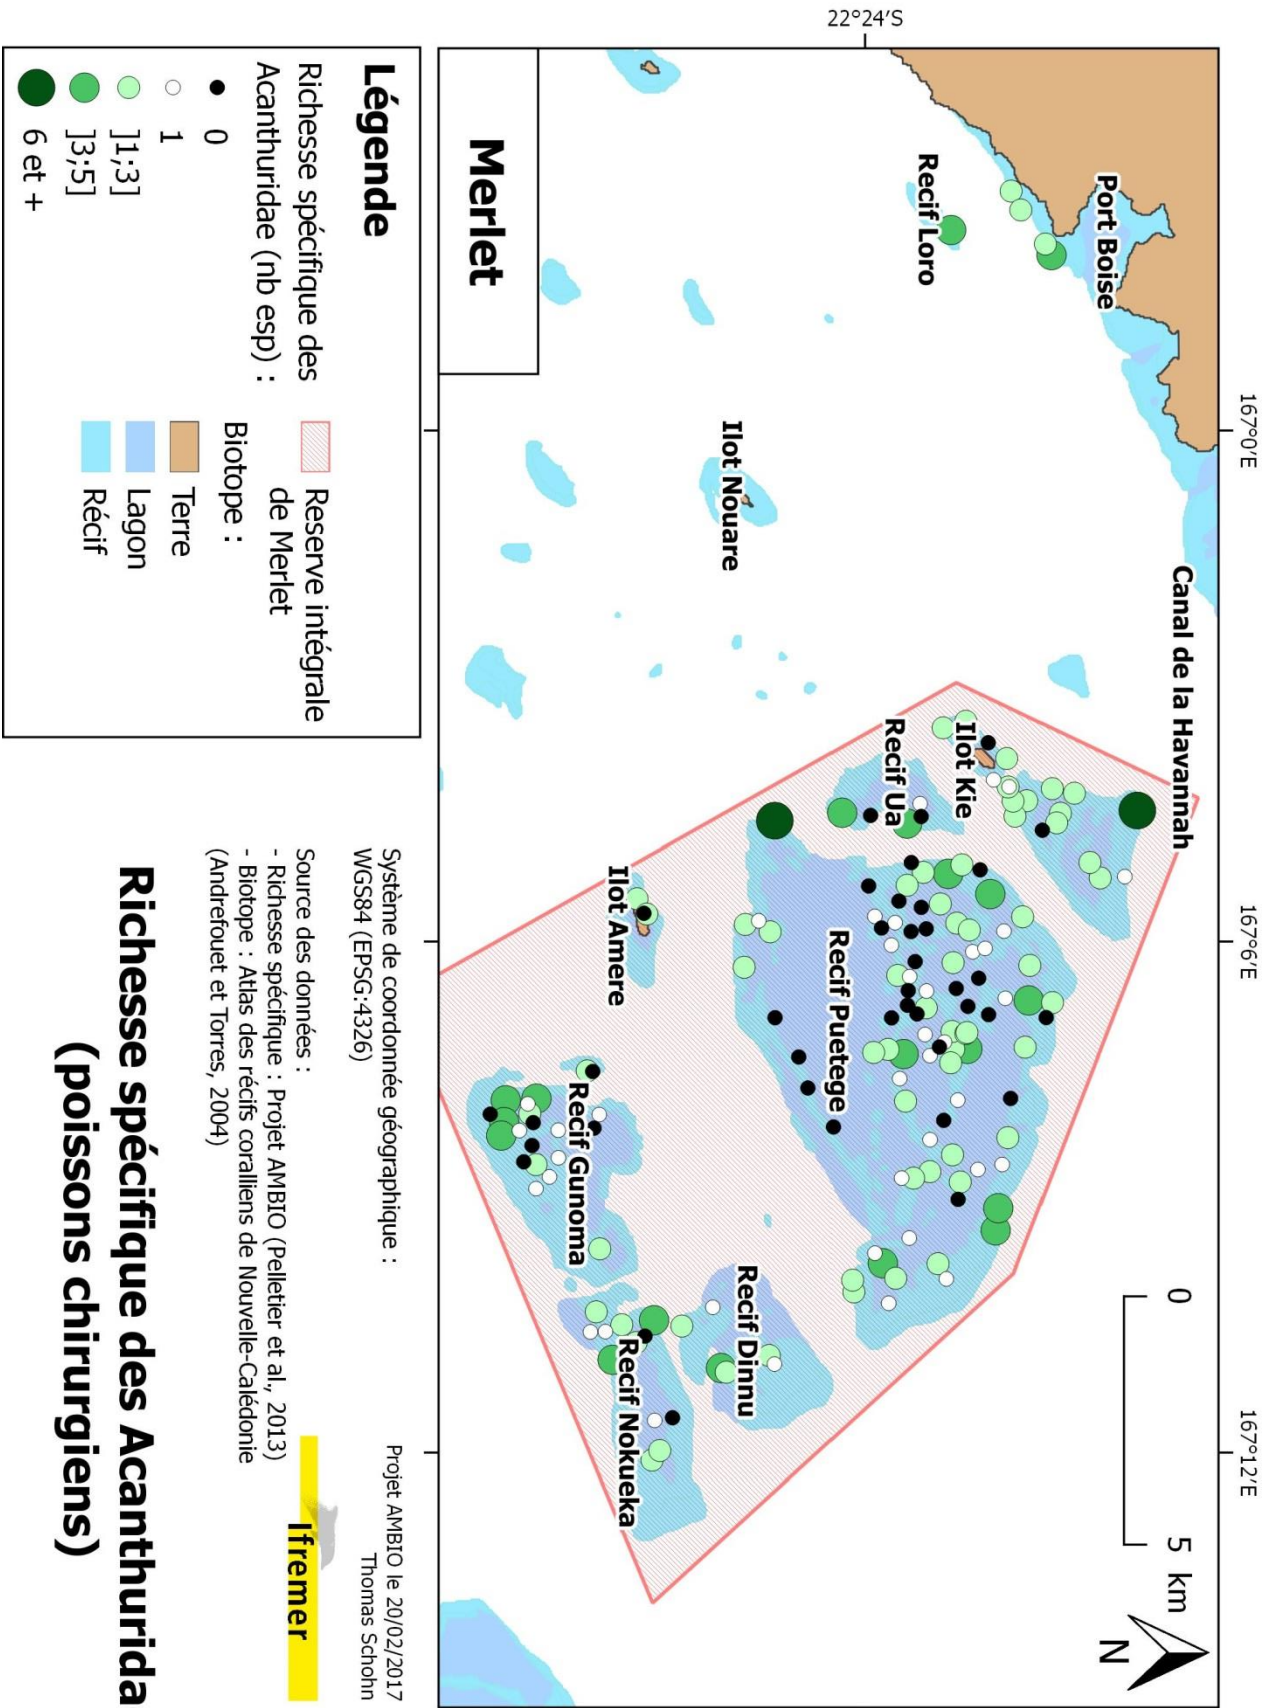 167°0′E
167°6′E
167°12′E
22°24′S
Canal de la Havannah
Port Boise
Recif Loro
Ilot Kie
Recif Ua
Ilot Nouare
Recif Puetege
Recif Dinnu
Ilot Amere
Recif Nokueka
Recif Gunoma
0 5 km
N
Merlet
Légende
Richesse spécifique des
Acanthuridae (nb esp) :
0
1
]1;3]
]3;5]
6 et +
Reserve intégrale
de Merlet
Biotope :
Terre
Lagon
Récif
Système de coordonnée géographique :
WGS84 (EPSG:4326)
Source des données :
- Richesse spécifique : Projet AMBIO (Pelletier et al., 2013)
- Biotope : Atlas des récifs coralliens de Nouvelle-Calédonie
(Andrefouet et Torres, 2004)
Projet AMBIO le 20/02/2017
Thomas Schohn
Ifremer
Richesse spécifique des Acanthurida
(poissons chirurgiens)